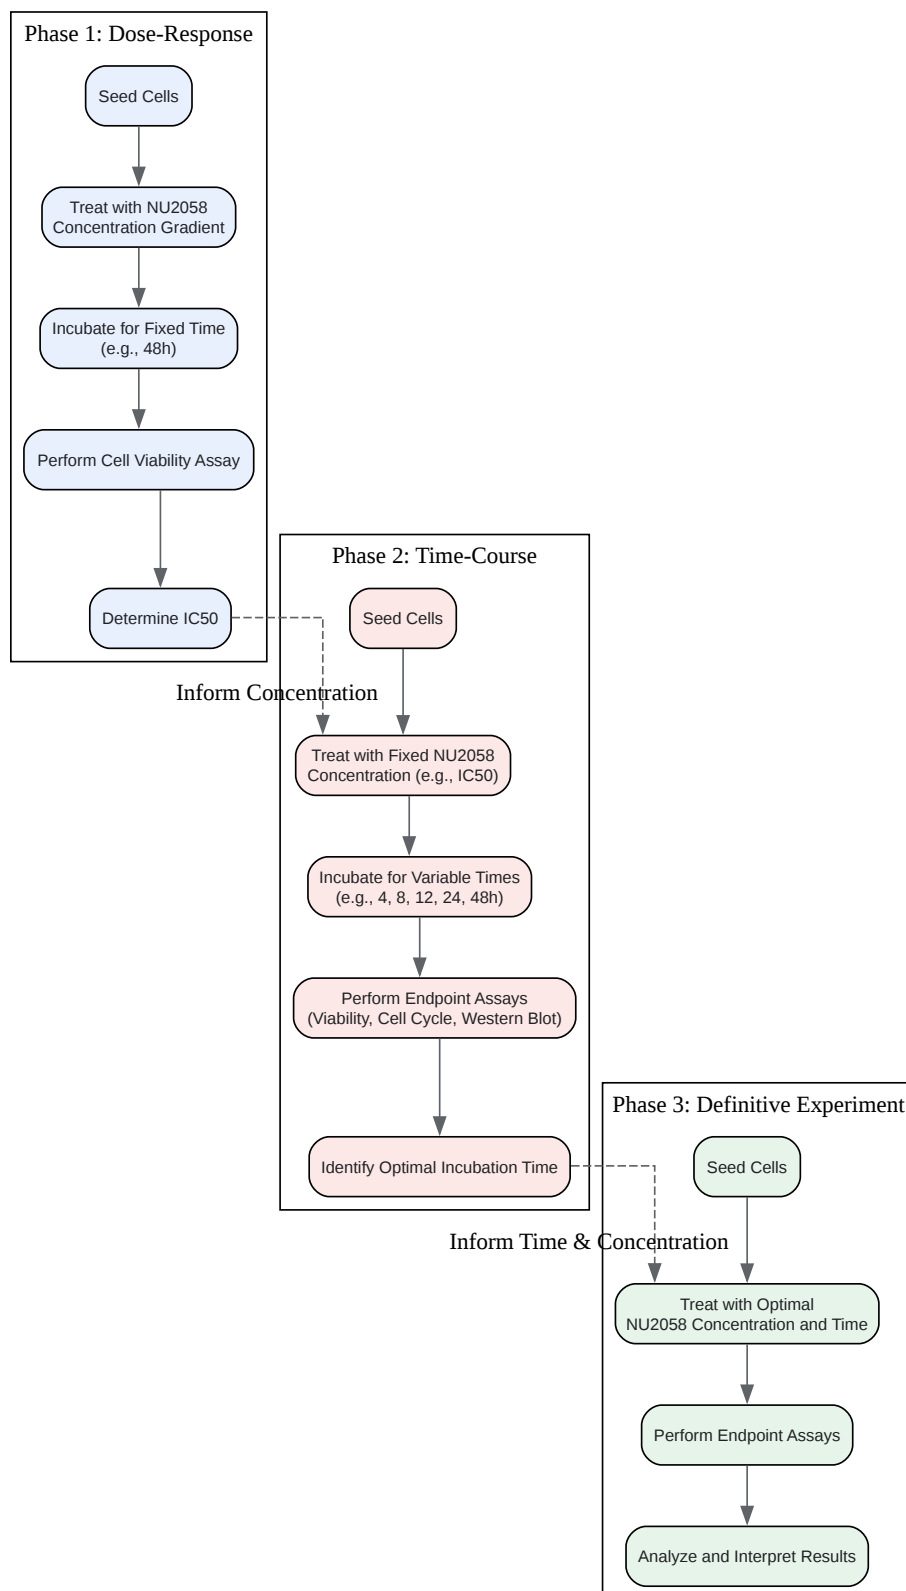 Phase 1: Dose-Response
Seed Cells
Treat with NU2058
Concentration Gradient
Incubate for Fixed Time
(e.g., 48h)
Perform Cell Viability Assay
Determine IC50
Inform Concentration
Phase 2: Time-Course
Seed Cells
Treat with Fixed NU2058
Concentration (e.g., IC50)
Incubate for Variable Times
(e.g., 4, 8, 12, 24, 48h)
Perform Endpoint Assays
(Viability, Cell Cycle, Western Blot)
Identify Optimal Incubation Time
Inform Time & Concentration
Phase 3: Definitive Experiment
Seed Cells
Treat with Optimal
NU2058 Concentration and Time
Perform Endpoint Assays
Analyze and Interpret Results